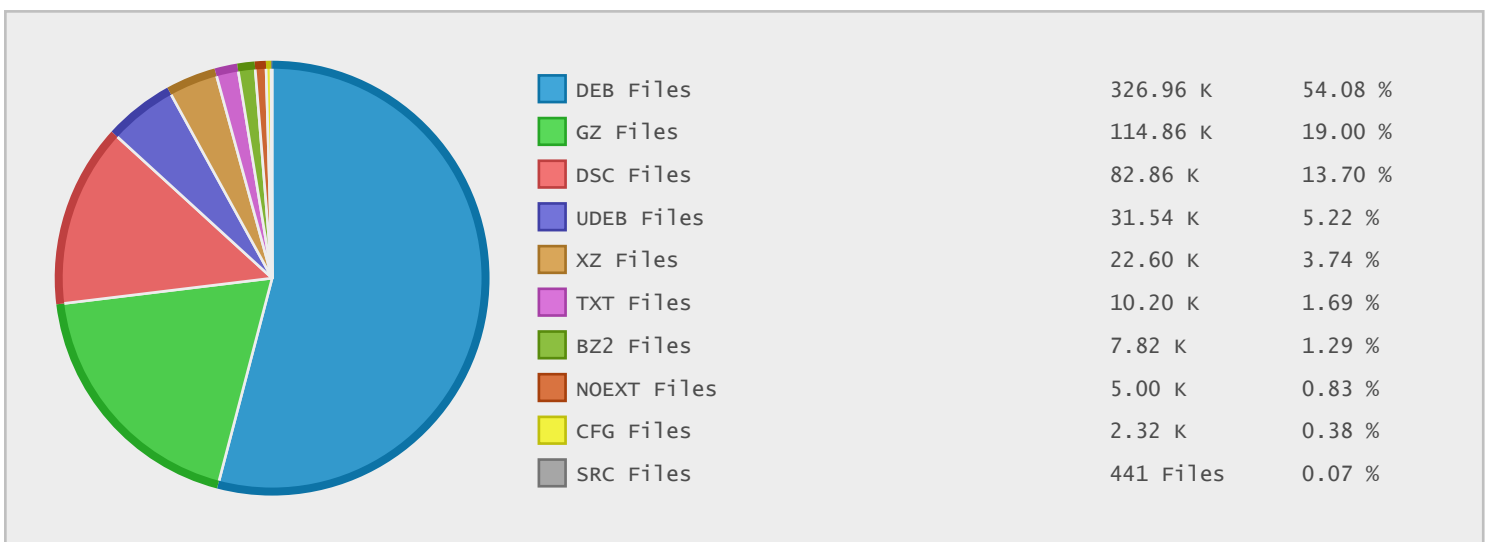 DEB Files 326.96 K 54.08 %
GZ Files 114.86 K 19.00 %
DSC Files 82.86 K 13.70 %
UDEB Files 31.54 K 5.22 %
XZ Files 22.60 K 3.74 %
TXT Files 10.20 K 1.69 %
BZ2 Files 7.82 K 1.29 %
NOEXT Files 5.00 K 0.83 %
CFG Files 2.32 K 0.38 %
SRC Files 441 Files 0.07 %